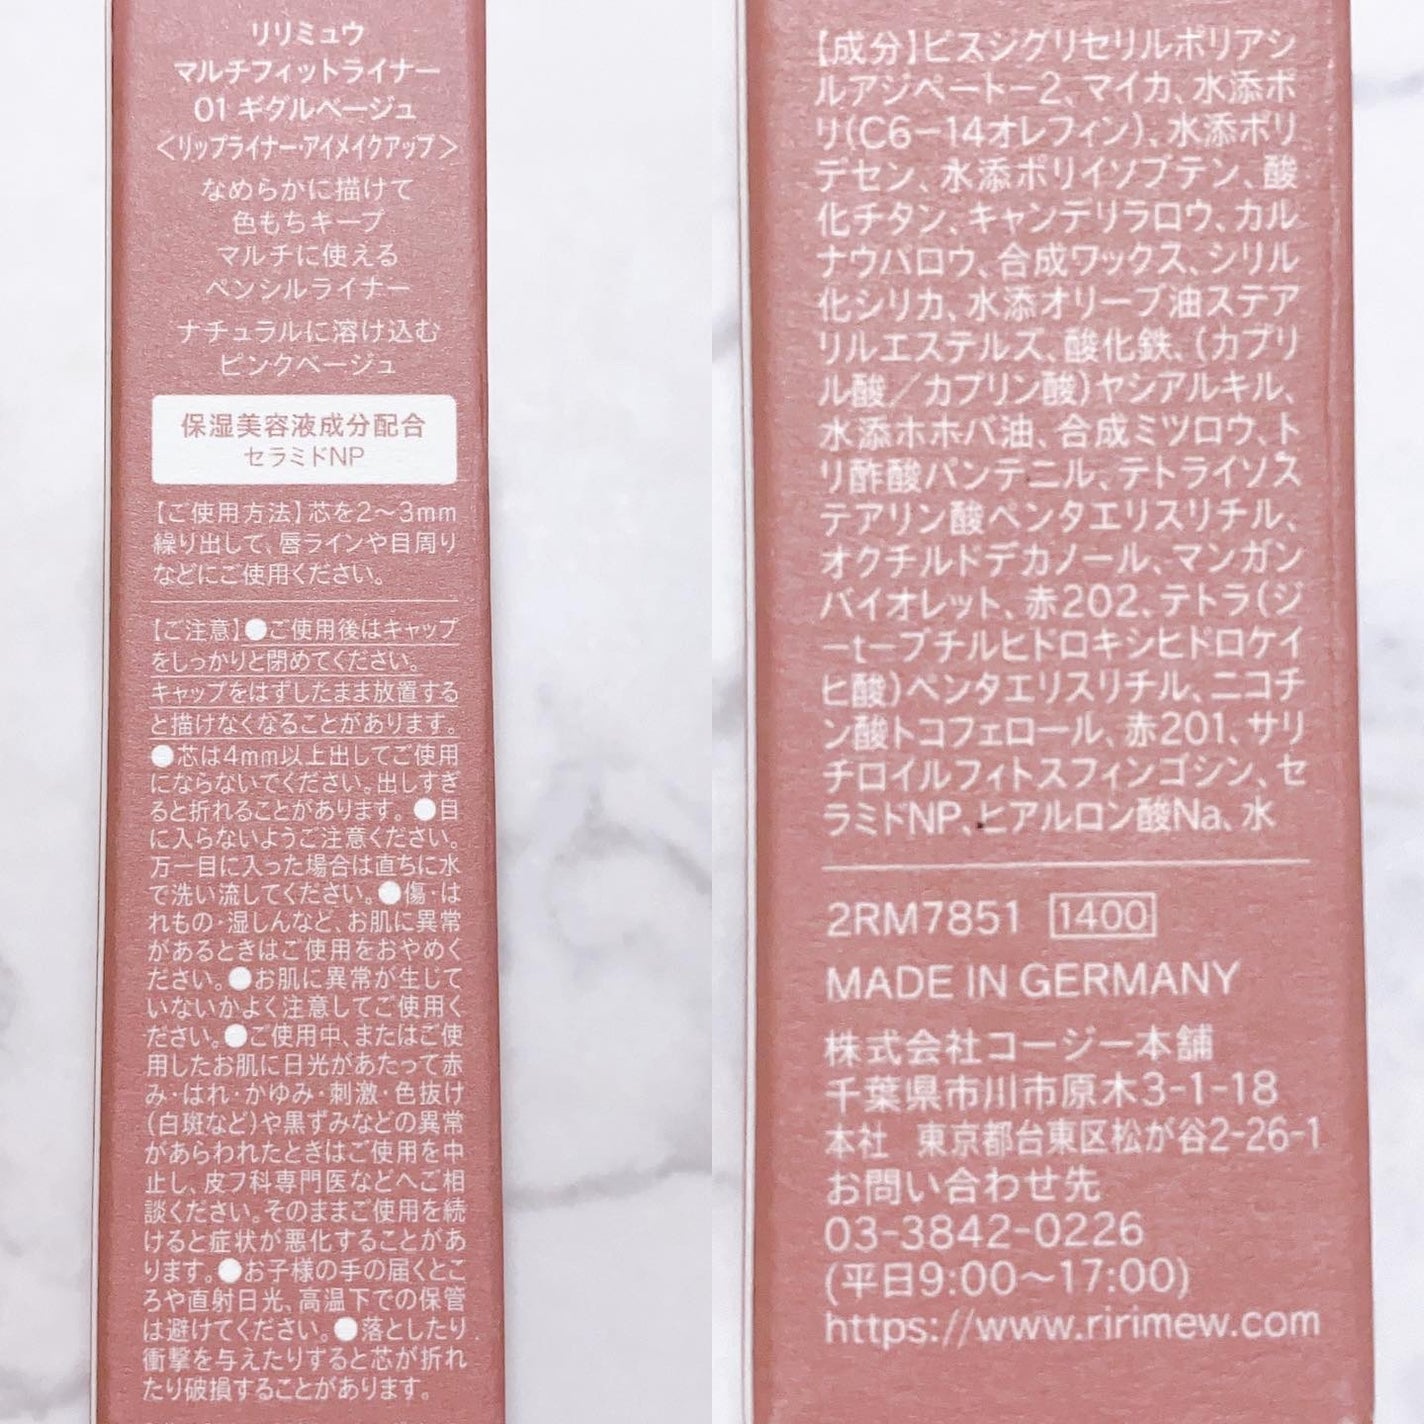 リリミュウ
マルチフィットライナー
01 ギグルベージュ
<リップライナー・アイメイクアップ>
なめらかに描けて
色もちキープ
マルチに使える
ペンシルライナー
ナチュラルに溶け込む
ピンクベージュ
保湿美容液成分配合
セラミドNP
【ご使用方法】芯を2～3mm
繰り出して、唇ラインや目周り
などにご使用ください。
【ご注意】●ご使用後はキャップ
をしっかりと閉めてください。
キャップをはずしたまま放置する
と描けなくなることがあります。
●芯は4mm以上出してご使用
にならないでください。出しすぎ
ると折れることがあります。●目
に入らないようご注意ください。
万一目に入った場合は直ちに水
で洗い流してください。●傷・は
れもの・湿しんなど、お肌に異常
があるときはご使用をおやめく
ださい。●お肌に異常が生じて
いないかよく注意してご使用く
ださい。●ご使用中、またはご使
用したお肌に日光があたって赤
み・はれ・かゆみ・刺激・色抜け
(白斑など)や黒ずみなどの異常
があらわれたときはご使用を中
止し、皮フ科専門医などへご相
談ください。そのままご使用を続
けると症状が悪化することがあ
ります。●お子様の手の届くとこ
ろや直射日光、高温下での保管
は避けてください。●落としたり
衝撃を与えたりすると芯が折れ
たり破損することがあります。
【成分】ビスジグリセリルポリアシ
ルアジペート-2、マイカ、水添ポ
リ(C6-14オレフィン)、水添ポリ
デセン、水添ポリイソブテン、酸
化チタン、キャンデリラロウ、カル
ナウバロウ、合成ワックス、シリル
化シリカ、水添オリーブ油ステア
リルエステルズ、酸化鉄、(カプリ
ル酸／カプリン酸)ヤシアルキル、
水添ホホバ油、合成ミツロウ、ト
リ酢酸パンテニル、テトライソス
テアリン酸ペンタエリスリチル、
オクチルドデカノール、マンガン
バイオレット、赤202、テトラ(ジ
-t-ブチルヒドロキシヒドロケイ
ヒ酸)ペンタエリスリチル、ニコチ
ン酸トコフェロール、赤201、サリ
チロイルフィトスフィンゴシン、セ
ラミドNP、ヒアルロン酸Na、水
2RM7851 1400
MADE IN GERMANY
株式会社コージー本舗
千葉県市川市原木3-1-18
本社 東京都台東区松が谷2-26-1
お問い合わせ先
03-3842-0226
(平日9:00～17:00)
https://www.ririmew.com